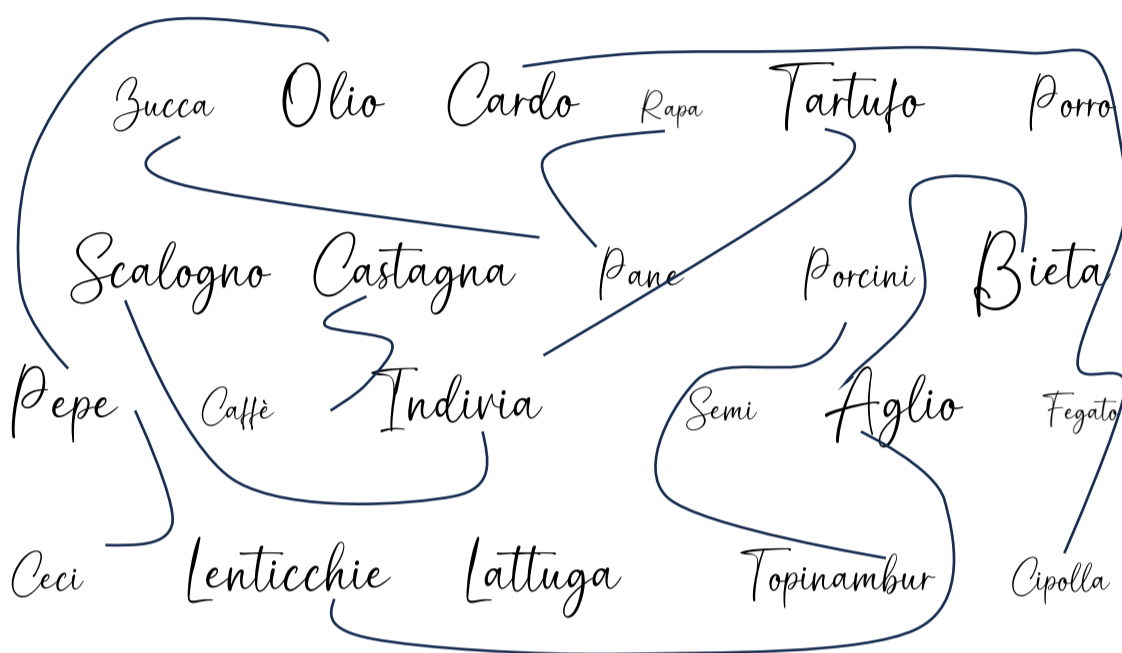 Zucca Olio Cardo Rapa Tartufo Porro
Scalogno Castagna Pane Porcini Bieta
Pepe Caffè Indivia Semi Aglio Fegato
Ceci Lenticchie Lattuga Topinambur Cipolla